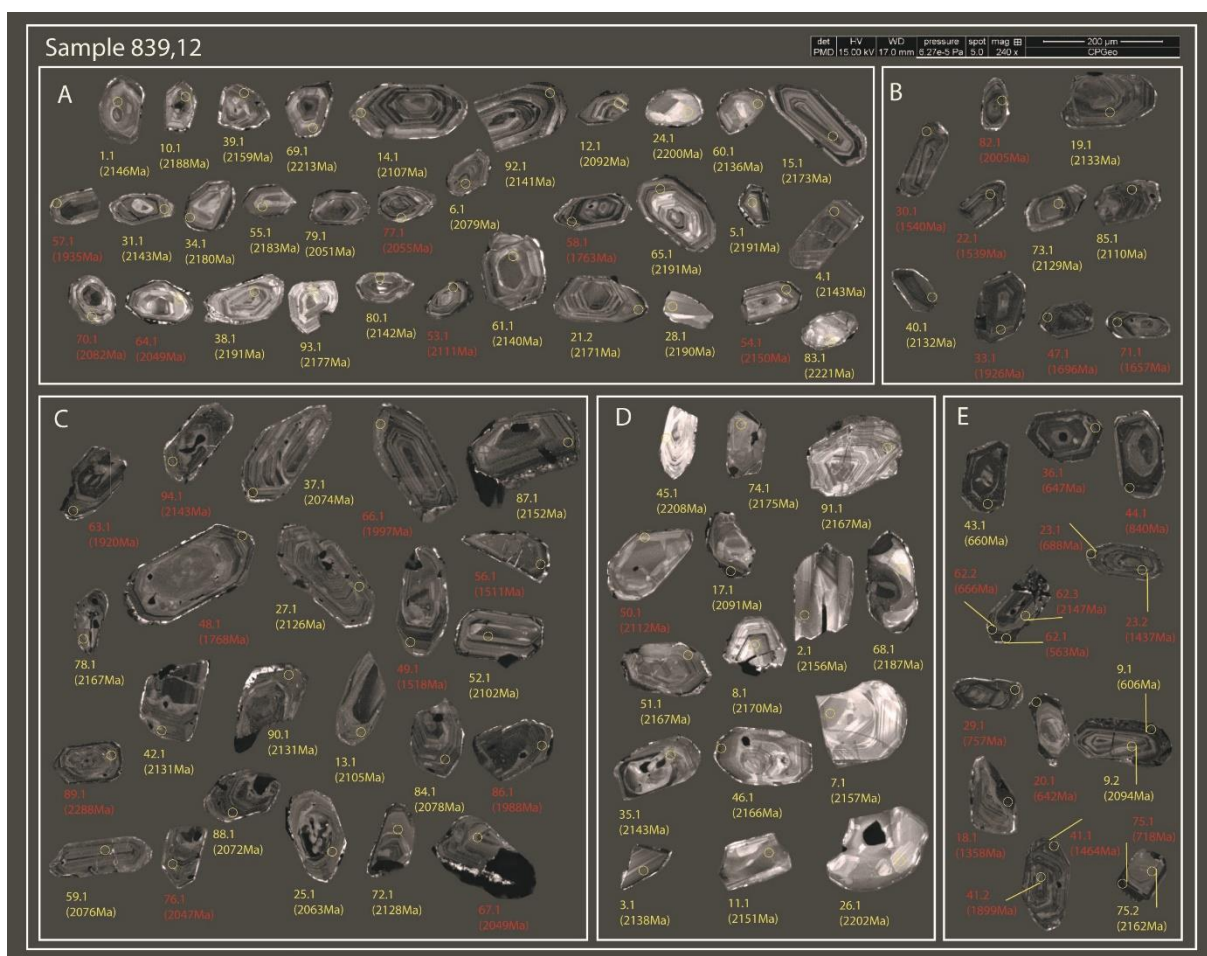 Sample 839,12
det HV WD pressure spot mag ⊞ 200 µm
PMD 15.00 kV 17.0 mm 6.27e-5 Pa 5.0 240 x CPGeo
A
1.1
(2146Ma)
10.1
(2188Ma)
39.1
(2159Ma)
69.1
(2213Ma)
14.1
(2107Ma)
92.1
(2141Ma)
12.1
(2092Ma)
24.1
(2200Ma)
60.1
(2136Ma)
15.1
(2173Ma)
57.1
(1935Ma)
31.1
(2143Ma)
34.1
(2180Ma)
55.1
(2183Ma)
79.1
(2051Ma)
77.1
(2055Ma)
6.1
(2079Ma)
58.1
(1763Ma)
65.1
(2191Ma)
5.1
(2191Ma)
4.1
(2143Ma)
70.1
(2082Ma)
64.1
(2049Ma)
38.1
(2191Ma)
93.1
(2177Ma)
80.1
(2142Ma)
53.1
(2111Ma)
61.1
(2140Ma)
21.2
(2171Ma)
28.1
(2190Ma)
54.1
(2150Ma)
83.1
(2221Ma)
B
82.1
(2005Ma)
19.1
(2133Ma)
30.1
(1540Ma)
22.1
(1539Ma)
73.1
(2129Ma)
85.1
(2110Ma)
40.1
(2132Ma)
33.1
(1926Ma)
47.1
(1696Ma)
71.1
(1657Ma)
C
63.1
(1920Ma)
94.1
(2143Ma)
37.1
(2074Ma)
66.1
(1997Ma)
87.1
(2152Ma)
78.1
(2167Ma)
48.1
(1768Ma)
27.1
(2126Ma)
49.1
(1518Ma)
56.1
(1511Ma)
52.1
(2102Ma)
89.1
(2288Ma)
42.1
(2131Ma)
90.1
(2131Ma)
13.1
(2105Ma)
84.1
(2078Ma)
86.1
(1988Ma)
59.1
(2076Ma)
76.1
(2047Ma)
88.1
(2072Ma)
25.1
(2063Ma)
72.1
(2128Ma)
67.1
(2049Ma)
D
45.1
(2208Ma)
74.1
(2175Ma)
91.1
(2167Ma)
50.1
(2112Ma)
17.1
(2091Ma)
2.1
(2156Ma)
68.1
(2187Ma)
51.1
(2167Ma)
8.1
(2170Ma)
7.1
(2157Ma)
35.1
(2143Ma)
46.1
(2166Ma)
3.1
(2138Ma)
11.1
(2151Ma)
26.1
(2202Ma)
E
43.1
(660Ma)
36.1
(647Ma)
44.1
(840Ma)
23.1
(688Ma)
62.2
(666Ma)
62.3
(2147Ma)
62.1
(563Ma)
23.2
(1437Ma)
29.1
(757Ma)
20.1
(642Ma)
9.1
(606Ma)
9.2
(2094Ma)
18.1
(1358Ma)
41.1
(1464Ma)
41.2
(1899Ma)
75.1
(718Ma)
75.2
(2162Ma)